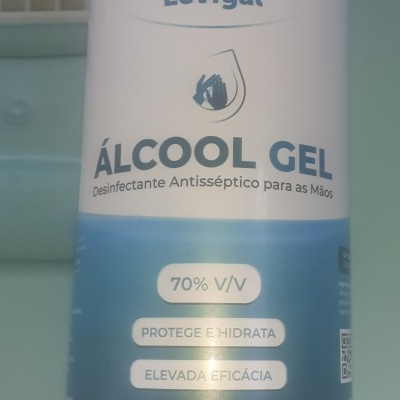 ÁLCOOL GEL
Desinfectante Antisséptico para as Mãos
70% V/V
PROTEGE E HIDRATA
ELEVADA EFICÁCIA